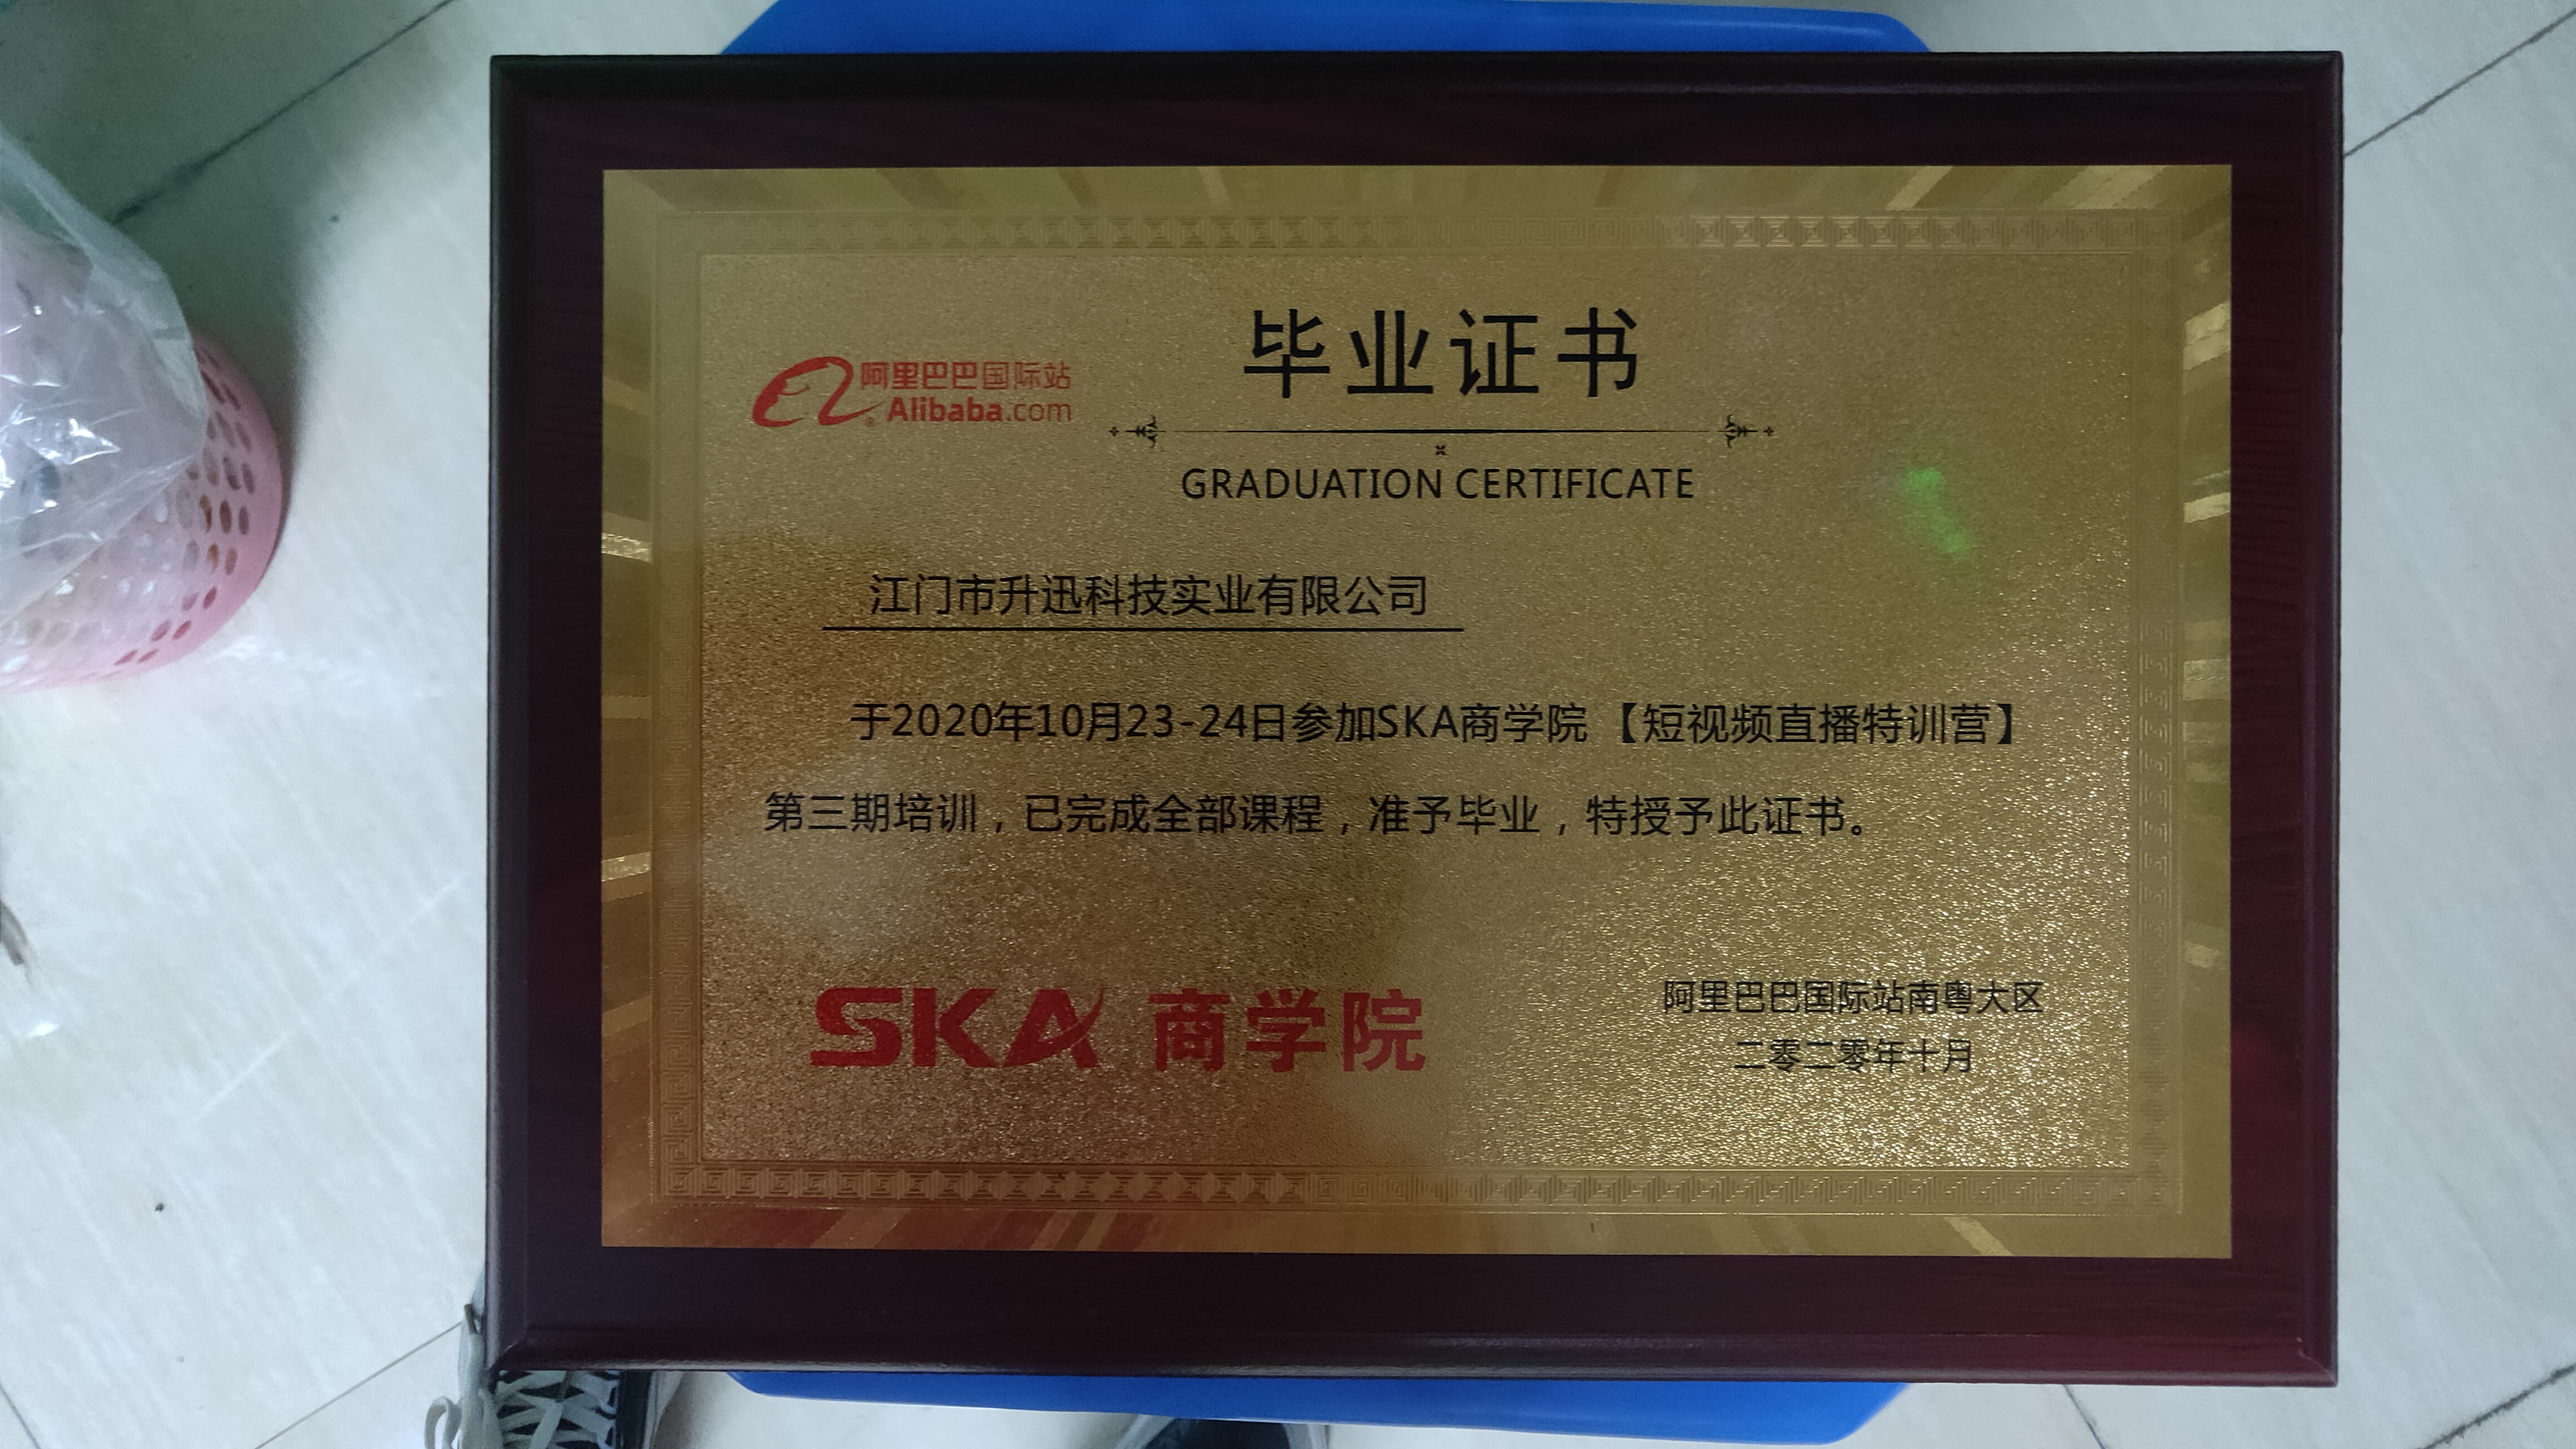 阿里巴巴国际站
Alibaba.com
毕业证书
GRADUATION CERTIFICATE
江门市升迅科技实业有限公司
于2020年10月23-24日参加SKA商学院【短视频直播特训营】
第三期培训，已完成全部课程，准予毕业，特授予此证书。
SKA 商学院
阿里巴巴国际站南粤大区
二零二零年十月